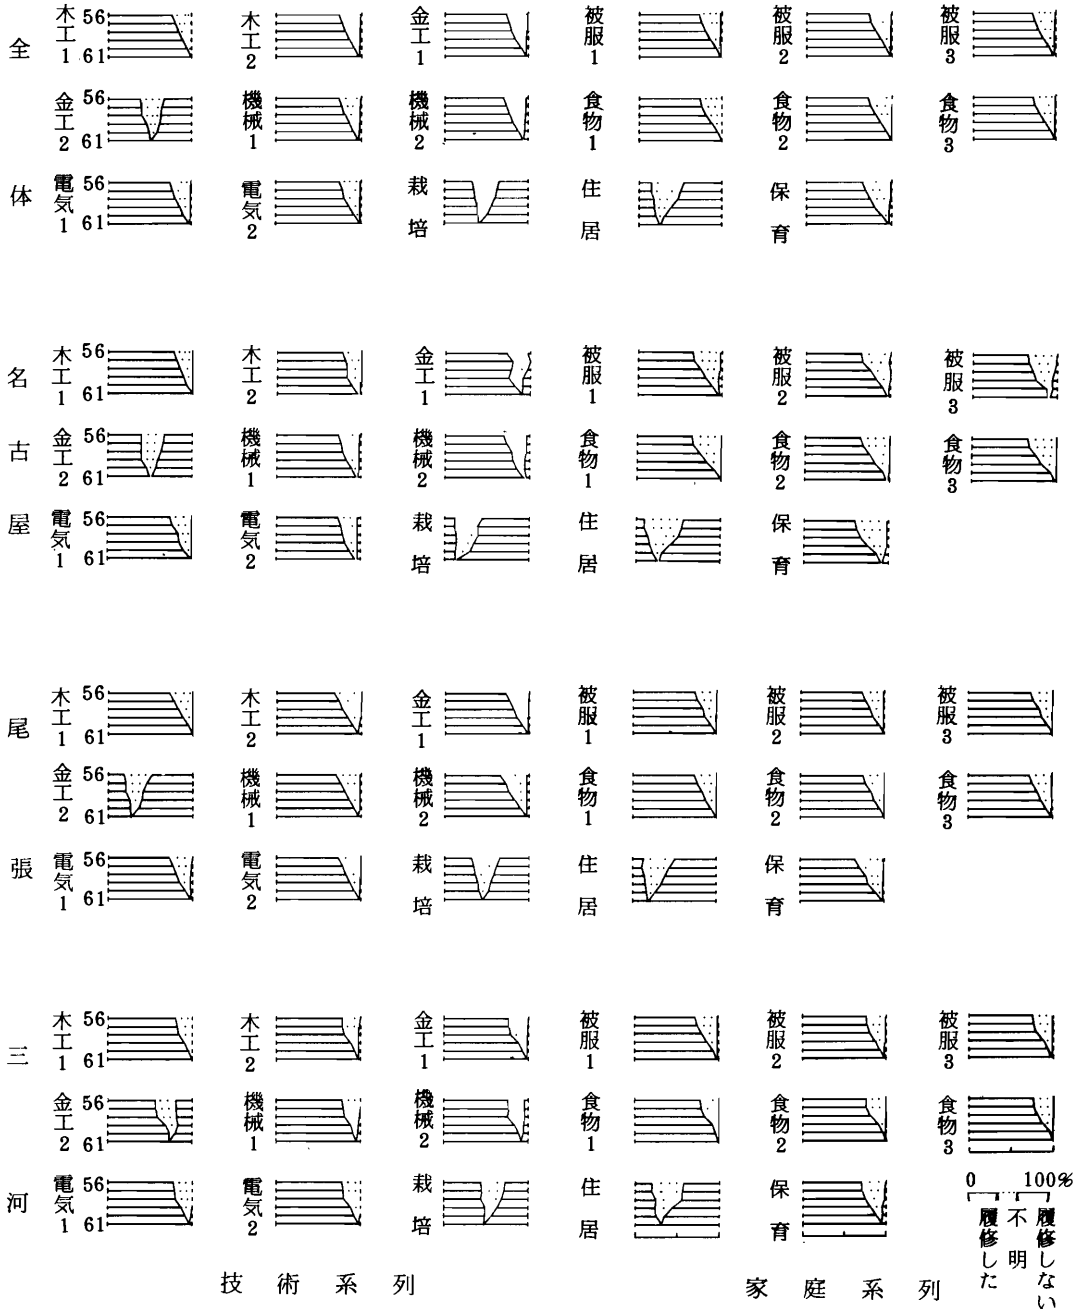 全体
木工1 56 61
木工2
金工1
被服1
被服2
被服3
金工2 56 61
機械1
機械2
食物1
食物2
食物3
電気1 56 61
電気2
栽培
住居
保育
名古屋
木工1 56 61
木工2
金工1
被服1
被服2
被服3
金工2 56 61
機械1
機械2
食物1
食物2
食物3
電気1 56 61
電気2
栽培
住居
保育
尾張
木工1 56 61
木工2
金工1
被服1
被服2
被服3
金工2 56 61
機械1
機械2
食物1
食物2
食物3
電気1 56 61
電気2
栽培
住居
保育
三河
木工1 56 61
木工2
金工1
被服1
被服2
被服3
金工2 56 61
機械1
機械2
食物1
食物2
食物3
電気1 56 61
電気2
栽培
住居
保育
0 100%
履修した
不明
履修しない
技術系列
家庭系列